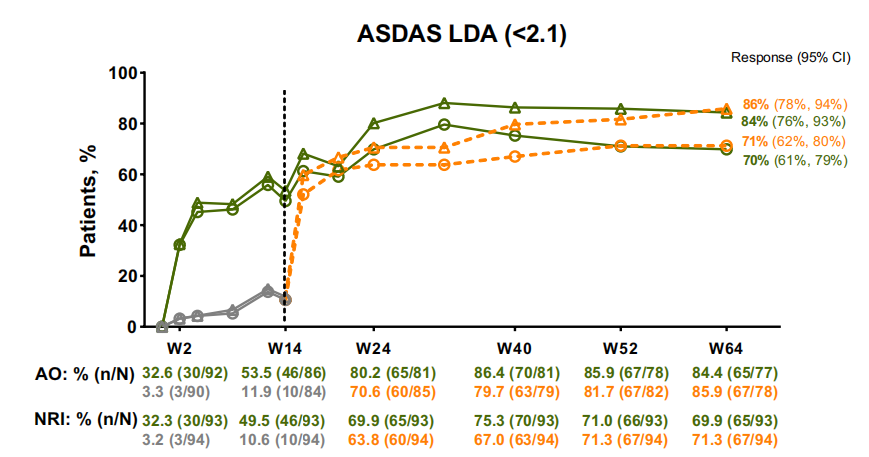 ASDAS LDA (<2.1)
Response (95% CI)
Patients, %
100
80
60
40
20
0
86% (78%, 94%)
84% (76%, 93%)
71% (62%, 80%)
70% (61%, 79%)
W2 W14 W24 W40 W52 W64
AO: % (n/N) 32.6 (30/92) 53.5 (46/86) 80.2 (65/81) 86.4 (70/81) 85.9 (67/78) 84.4 (65/77)
3.3 (3/90) 11.9 (10/84) 70.6 (60/85) 79.7 (63/79) 81.7 (67/82) 85.9 (67/78)
NRI: % (n/N) 32.3 (30/93) 49.5 (46/93) 69.9 (65/93) 75.3 (70/93) 71.0 (66/93) 69.9 (65/93)
3.2 (3/94) 10.6 (10/94) 63.8 (60/94) 67.0 (63/94) 71.3 (67/94) 71.3 (67/94)